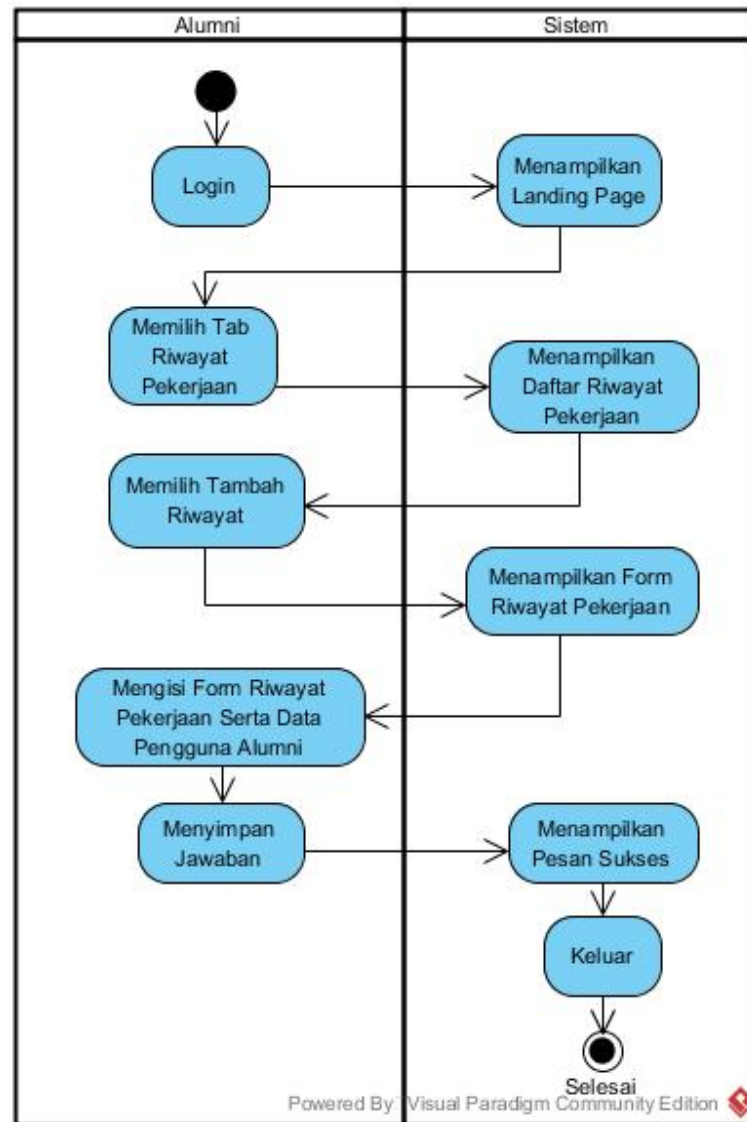 Alumni
Sistem
Login
Menampilkan
Landing Page
Memilih Tab
Riwayat
Pekerjaan
Menampilkan
Daftar Riwayat
Pekerjaan
Memilih Tambah
Riwayat
Menampilkan Form
Riwayat Pekerjaan
Mengisi Form Riwayat
Pekerjaan Serta Data
Pengguna Alumni
Menyimpan
Jawaban
Menampilkan
Pesan Sukses
Keluar
Selesai
Powered By Visual Paradigm Community Edition